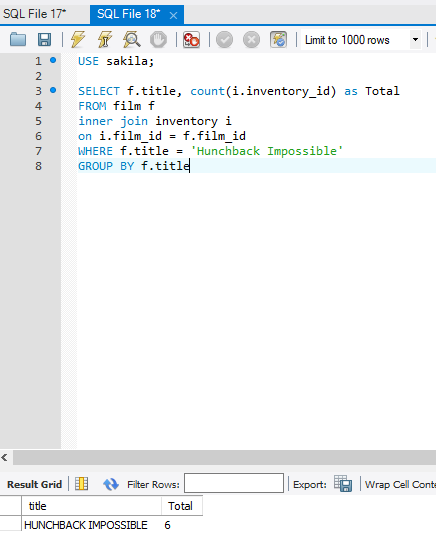 SQL File 17* SQL File 18*
Limit to 1000 rows
1 USE sakila;
2
3 SELECT f.title, count(i.inventory_id) as Total
4 FROM film f
5 inner join inventory i
6 on i.film_id = f.film_id
7 WHERE f.title = 'Hunchback Impossible'
8 GROUP BY f.title
Result Grid Filter Rows: Export: Wrap Cell Conte
title Total
HUNCHBACK IMPOSSIBLE 6